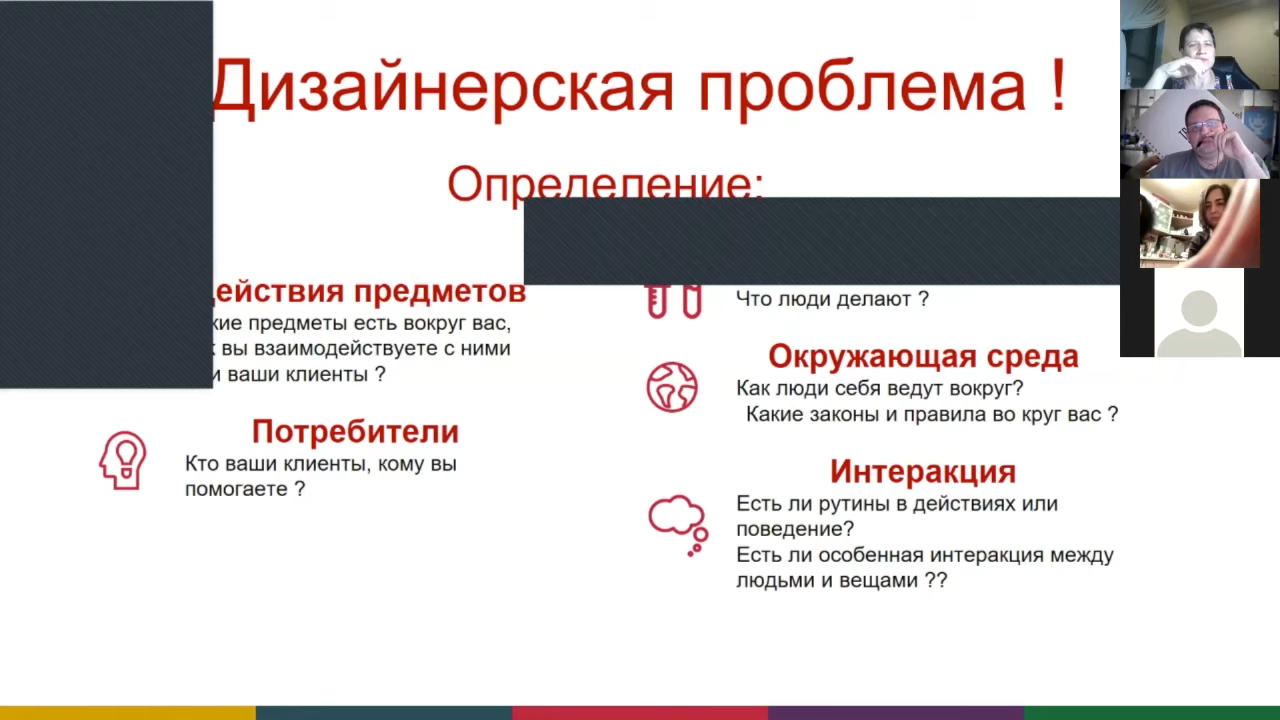 Дизайнерская проблема !
Определение:
ействия предметов
кие предметы есть вокруг вас,
вы взаимодействуете с ними
и ваши клиенты ?
Потребители
Кто ваши клиенты, кому вы
помогаете ?
Что люди делают ?
Окружающая среда
Как люди себя ведут вокруг?
Какие законы и правила во круг вас ?
Интеракция
Есть ли рутины в действиях или
поведение?
Есть ли особенная интеракция между
людьми и вещами ??